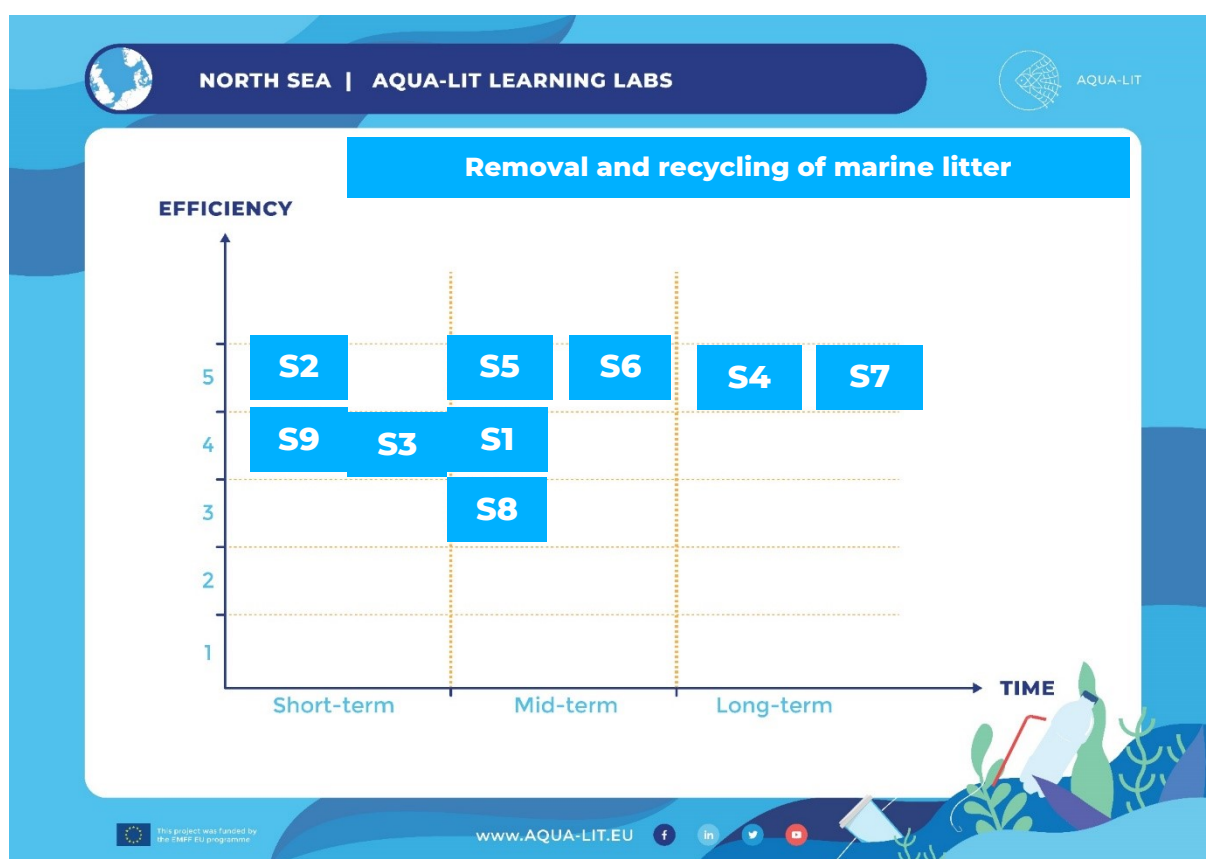 NORTH SEA | AQUA-LIT LEARNING LABS
AQUA-LIT
Removal and recycling of marine litter
EFFICIENCY
5
S2
S5
S6
S4
S7
4
S9
S3
S1
3
S8
2
1
TIME
Short-term
Mid-term
Long-term
This project was funded by
the EMFF EU programme
www.AQUA-LIT.EU
f
in